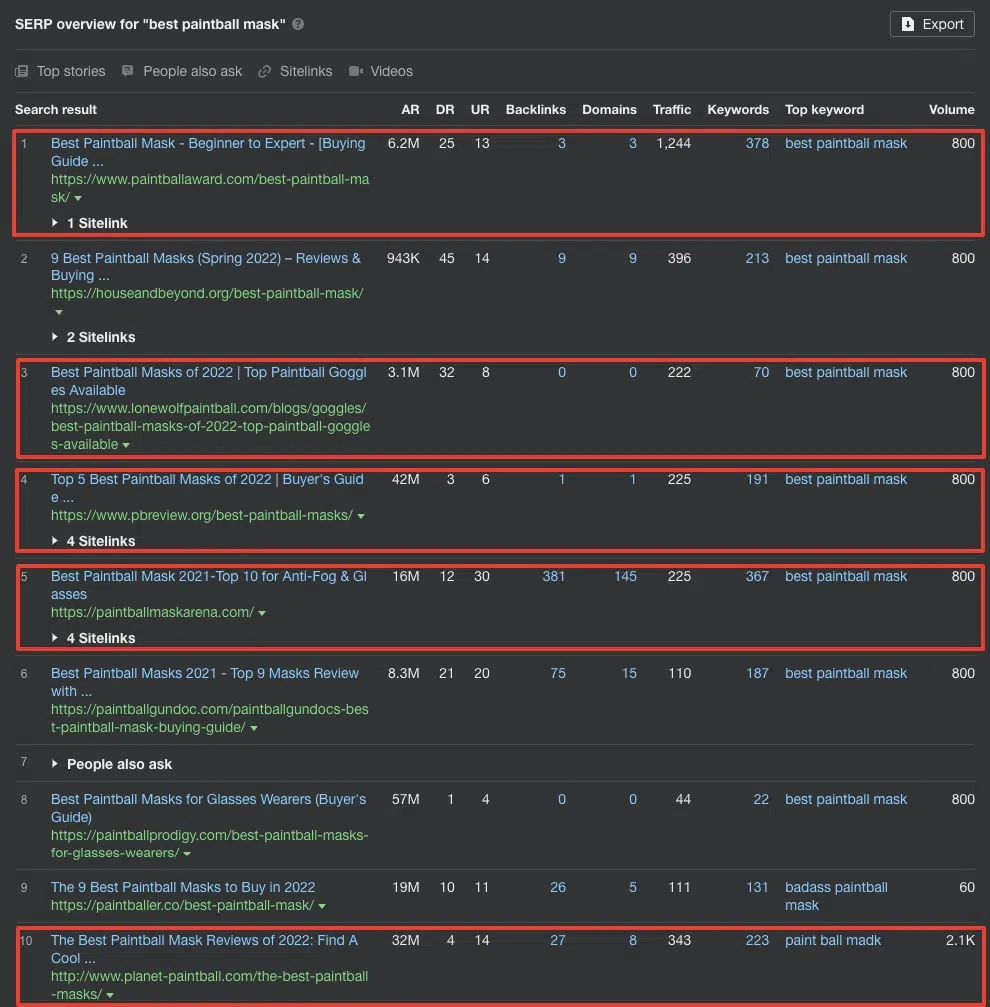 SERP overview for "best paintball mask" ?
Export
Top stories People also ask Sitelinks Videos
Search result AR DR UR Backlinks Domains Traffic Keywords Top keyword Volume
1 Best Paintball Mask - Beginner to Expert - [Buying 6.2M 25 13 3 3 1,244 378 best paintball mask 800
Guide ...
https://www.paintballaward.com/best-paintball-ma
sk/
1 Sitelink
2 9 Best Paintball Masks (Spring 2022) – Reviews & 943K 45 14 9 9 396 213 best paintball mask 800
Buying ...
https://houseandbeyond.org/best-paintball-mask/
2 Sitelinks
3 Best Paintball Masks of 2022 | Top Paintball Goggl 3.1M 32 8 0 0 222 70 best paintball mask 800
es Available
https://www.lonewolfpaintball.com/blogs/goggles/
best-paintball-masks-of-2022-top-paintball-goggle
s-available
4 Top 5 Best Paintball Masks of 2022 | Buyer's Guid 42M 3 6 1 1 225 191 best paintball mask 800
e ...
https://www.pbreview.org/best-paintball-masks/
4 Sitelinks
5 Best Paintball Mask 2021-Top 10 for Anti-Fog & Gl 16M 12 30 381 145 225 367 best paintball mask 800
asses
https://paintballmaskarena.com/
4 Sitelinks
6 Best Paintball Masks 2021 - Top 9 Masks Review 8.3M 21 20 75 15 110 187 best paintball mask 800
with ...
https://paintballgundoc.com/paintballgundocs-bes
t-paintball-mask-buying-guide/
7 People also ask
8 Best Paintball Masks for Glasses Wearers (Buyer's 57M 1 4 0 0 44 22 best paintball mask 800
Guide)
https://paintballprodigy.com/best-paintball-masks-
for-glasses-wearers/
9 The 9 Best Paintball Masks to Buy in 2022 19M 10 11 26 5 111 131 badass paintball 60
https://paintballer.co/best-paintball-mask/ mask
10 The Best Paintball Mask Reviews of 2022: Find A 32M 4 14 27 8 343 223 paint ball madk 2.1K
Cool ...
http://www.planet-paintball.com/the-best-paintball
-masks/